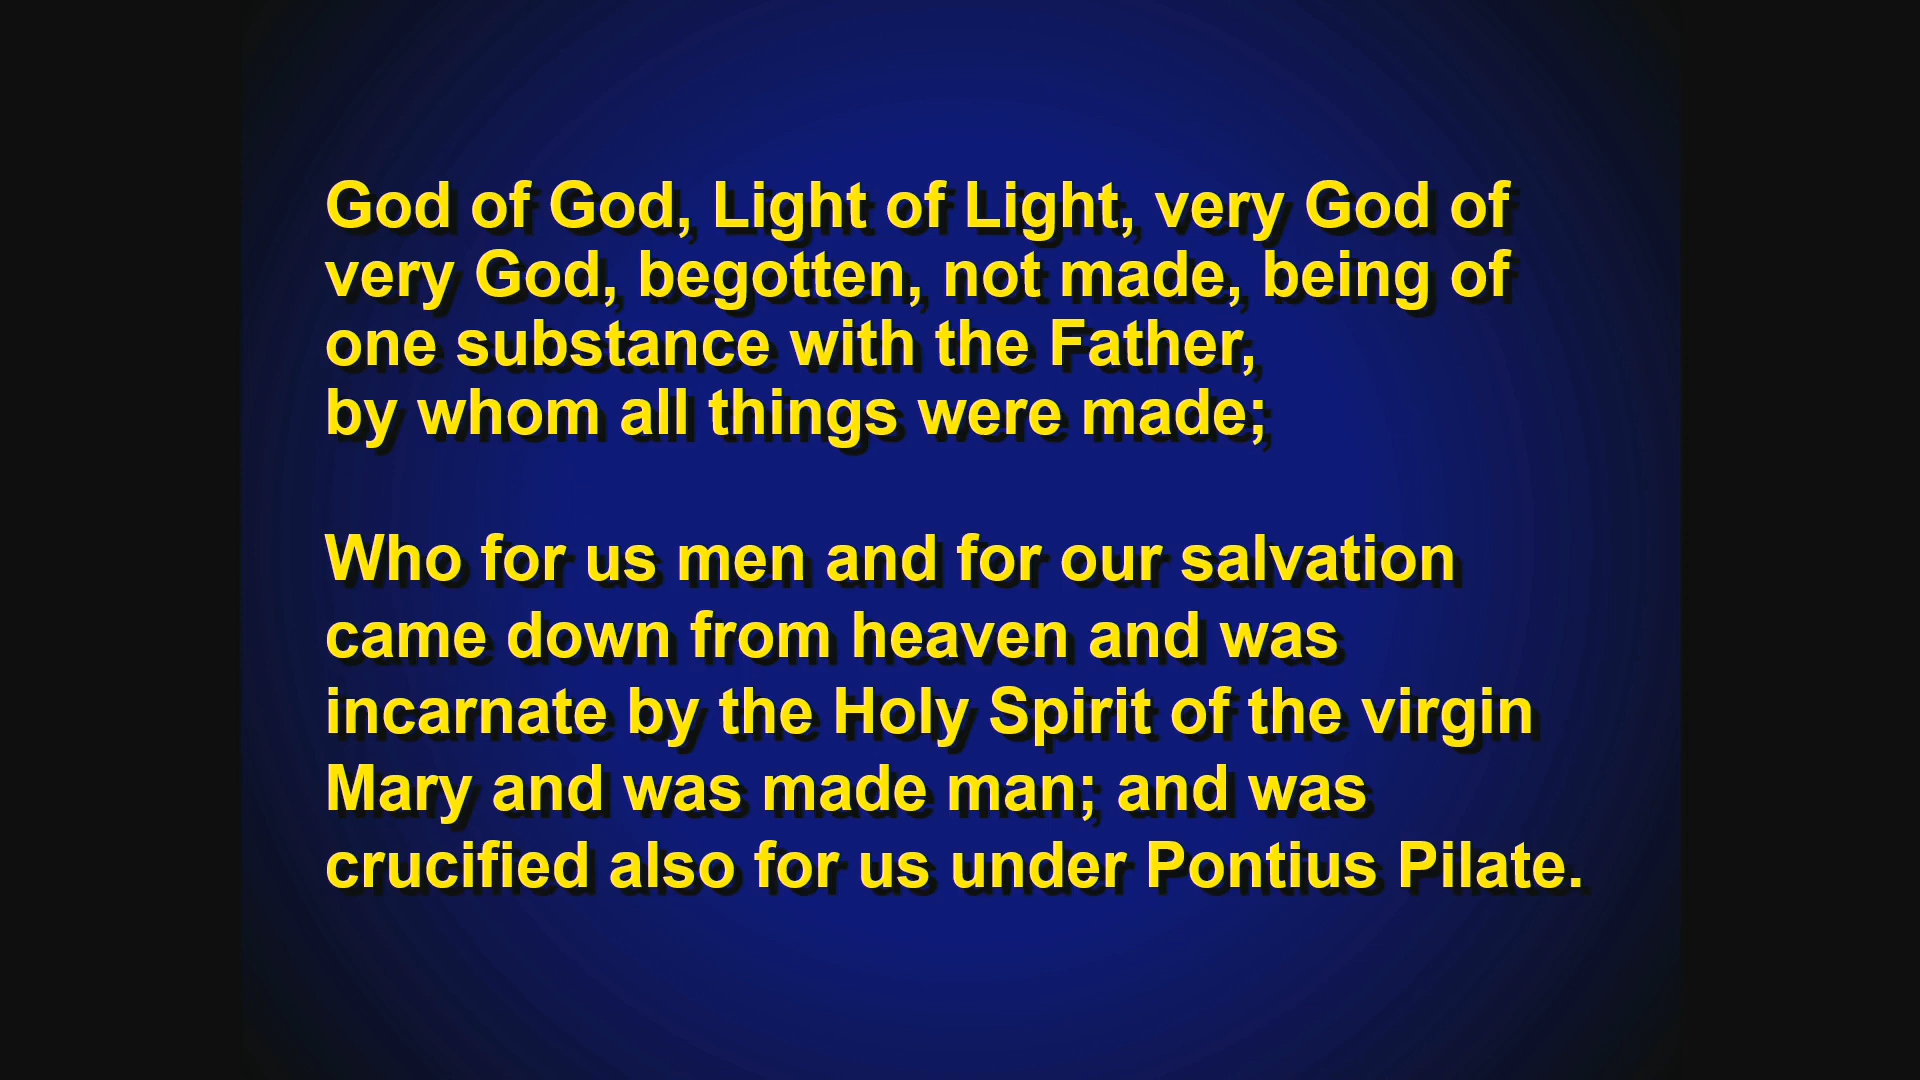 God of God, Light of Light, very God of
very God, begotten, not made, being of
one substance with the Father,
by whom all things were made;
Who for us men and for our salvation
came down from heaven and was
incarnate by the Holy Spirit of the virgin
Mary and was made man; and was
crucified also for us under Pontius Pilate.